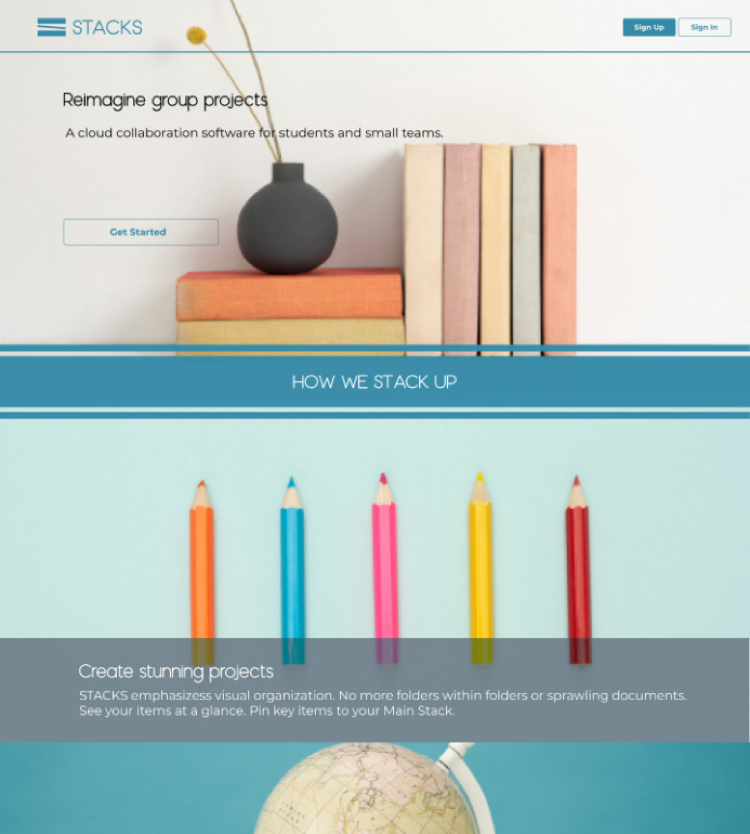 STACKS
Sign Up
Sign In
Reimagine group projects
A cloud collaboration software for students and small teams.
Get Started
HOW WE STACK UP
Create stunning projects
STACKS emphasizess visual organization. No more folders within folders or sprawling documents.
See your items at a glance. Pin key items to your Main Stack.